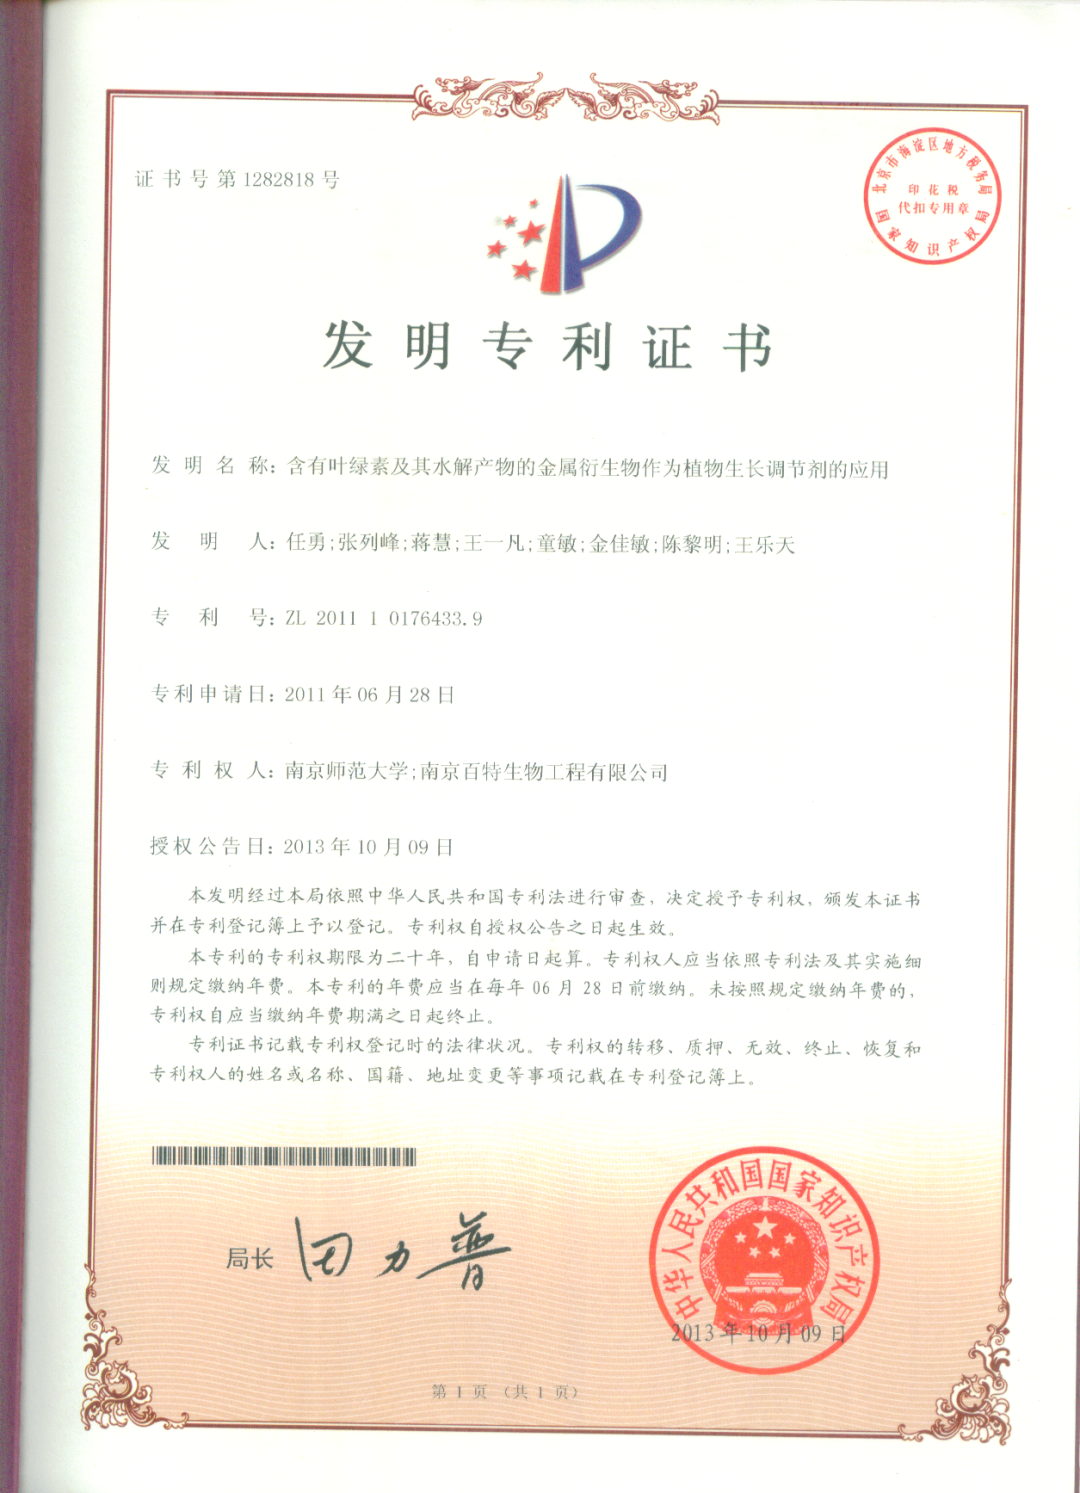 证书号第1282818号
北京市海淀区地方税务局
印花税
代扣专用章
国家知识产权局
发明专利证书
发明名称：含有叶绿素及其水解产物的金属衍生物作为植物生长调节剂的应用
发明人：任勇;张列峰;蒋慧;王一凡;童敏;金佳敏;陈黎明;王乐天
专利号：ZL 2011 1 0176433.9
专利申请日：2011年06月28日
专利权人：南京师范大学;南京百特生物工程有限公司
授权公告日：2013年10月09日
本发明经过本局依照中华人民共和国专利法进行审查，决定授予专利权，颁发本证书
并在专利登记簿上予以登记。专利权自授权公告之日起生效。
本专利的专利权期限为二十年，自申请日起算。专利权人应当依照专利法及其实施细
则规定缴纳年费。本专利的年费应当在每年06月28日前缴纳。未按照规定缴纳年费的，
专利权自应当缴纳年费期满之日起终止。
专利证书记载专利权登记时的法律状况。专利权的转移、质押、无效、终止、恢复和
专利权人的姓名或名称、国籍、地址变更等事项记载在专利登记簿上。
局长 田力普
中华人民共和国国家知识产权局
2013年10月09日
第1页（共1页）